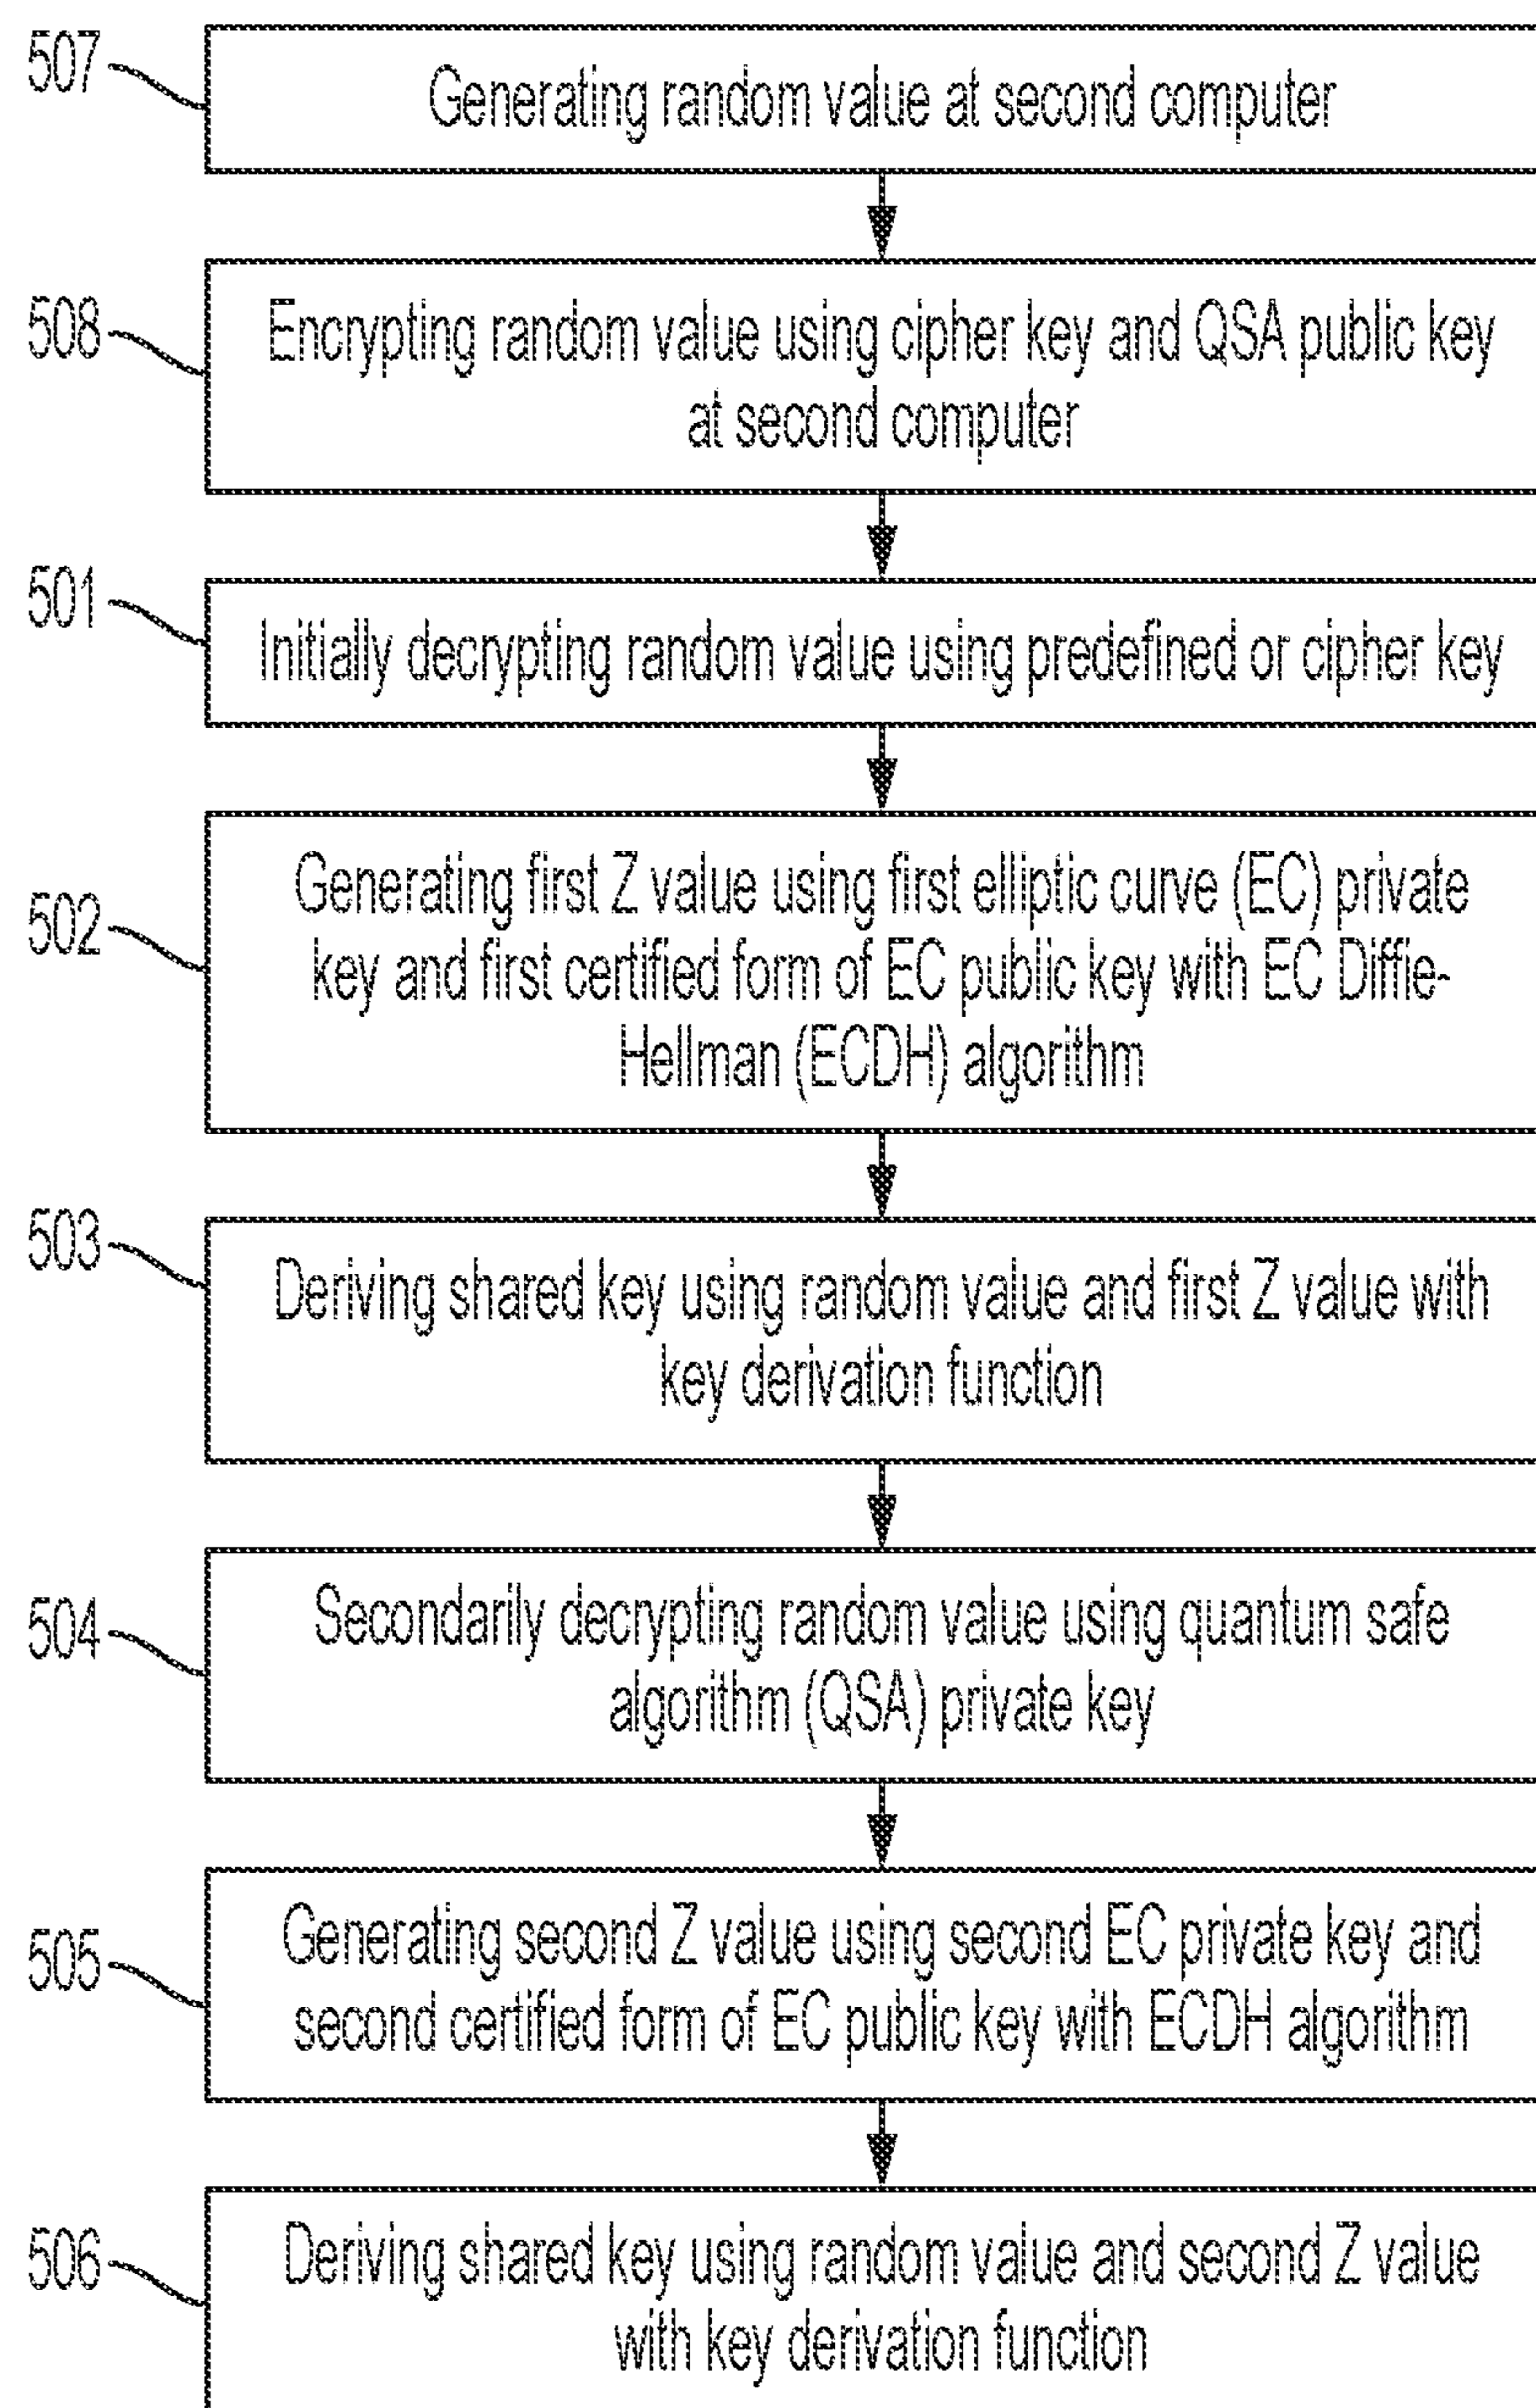 507
Generating random value at second computer
508
Encrypting random value using cipher key and QSA public key
at second computer
501
Initially decrypting random value using predefined or cipher key
502
Generating first Z value using first elliptic curve (EC) private
key and first certified form of EC public key with EC Diffie-
Hellman (ECDH) algorithm
503
Deriving shared key using random value and first Z value with
key derivation function
504
Secondarily decrypting random value using quantum safe
algorithm (QSA) private key
505
Generating second Z value using second EC private key and
second certified form of EC public key with ECDH algorithm
506
Deriving shared key using random value and second Z value
with key derivation function